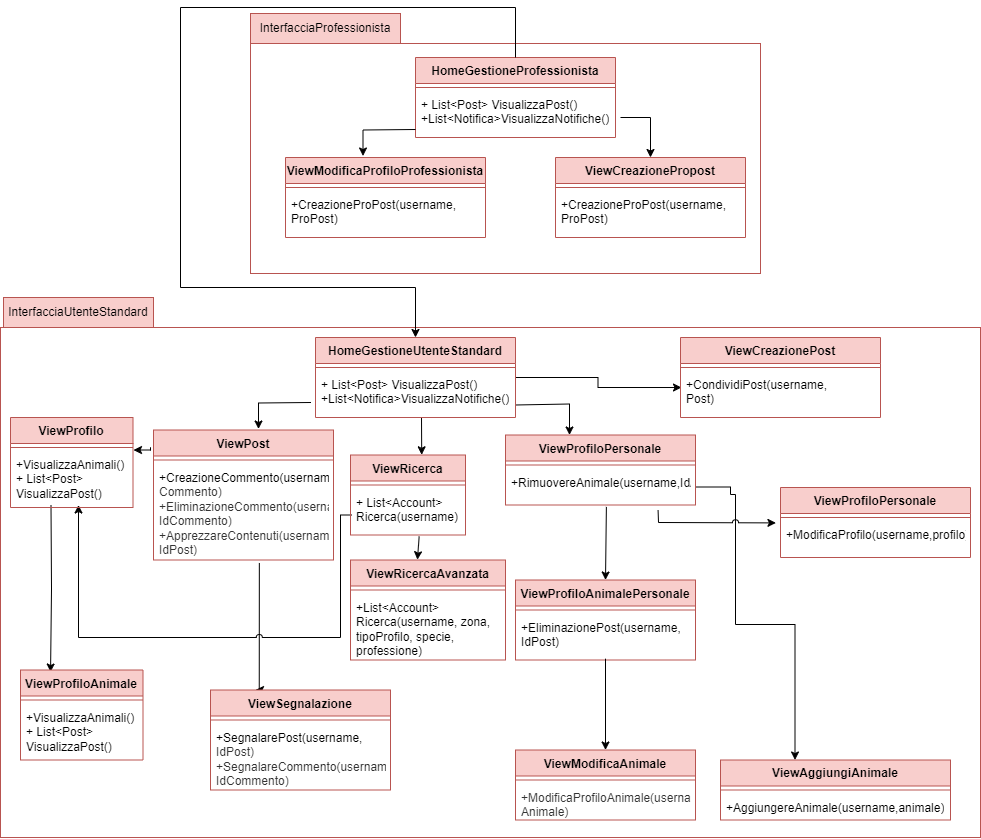 InterfacciaProfessionista
HomeGestioneProfessionista
+ List<Post> VisualizzaPost()
+List<Notifica>VisualizzaNotifiche()
ViewModificaProfiloProfessionista
+CreazioneProPost(username,
ProPost)
ViewCreazionePropost
+CreazioneProPost(username,
ProPost)
InterfacciaUtenteStandard
HomeGestioneUtenteStandard
+ List<Post> VisualizzaPost()
+List<Notifica>VisualizzaNotifiche()
ViewCreazionePost
+CondividiPost(username,
Post)
ViewProfilo
+VisualizzaAnimali()
+ List<Post>
VisualizzaPost()
ViewPost
+CreazioneCommento(usernam
Commento)
+EliminazioneCommento(userna
IdCommento)
+ApprezzareContenuti(usernam
IdPost)
ViewRicerca
+ List<Account>
Ricerca(username)
ViewProfiloPersonale
+RimuovereAnimale(username,Id
ViewProfiloPersonale
+ModificaProfilo(username,profilo
ViewRicercaAvanzata
+List<Account>
Ricerca(username, zona,
tipoProfilo, specie,
professione)
ViewProfiloAnimalePersonale
+EliminazionePost(username,
IdPost)
ViewProfiloAnimale
+VisualizzaAnimali()
+ List<Post>
VisualizzaPost()
ViewSegnalazione
+SegnalarePost(username,
IdPost)
+SegnalareCommento(usernam
IdCommento)
ViewModificaAnimale
+ModificaProfiloAnimale(userna
Animale)
ViewAggiungiAnimale
+AggiungereAnimale(username,animale)